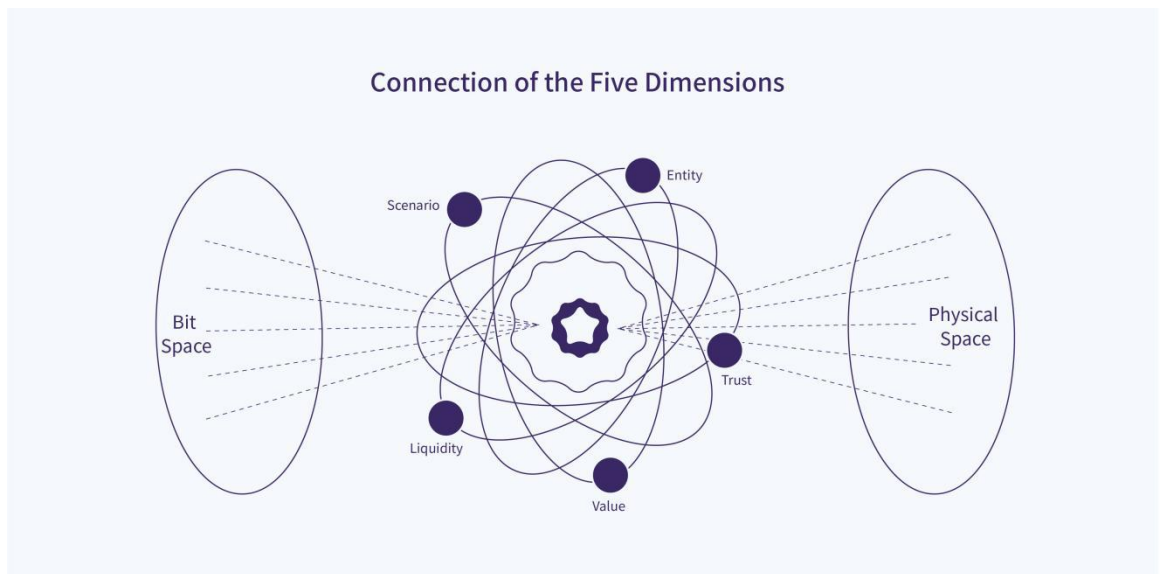 Connection of the Five Dimensions
Entity
Scenario
Bit
Space
Physical
Space
Trust
Liquidity
Value